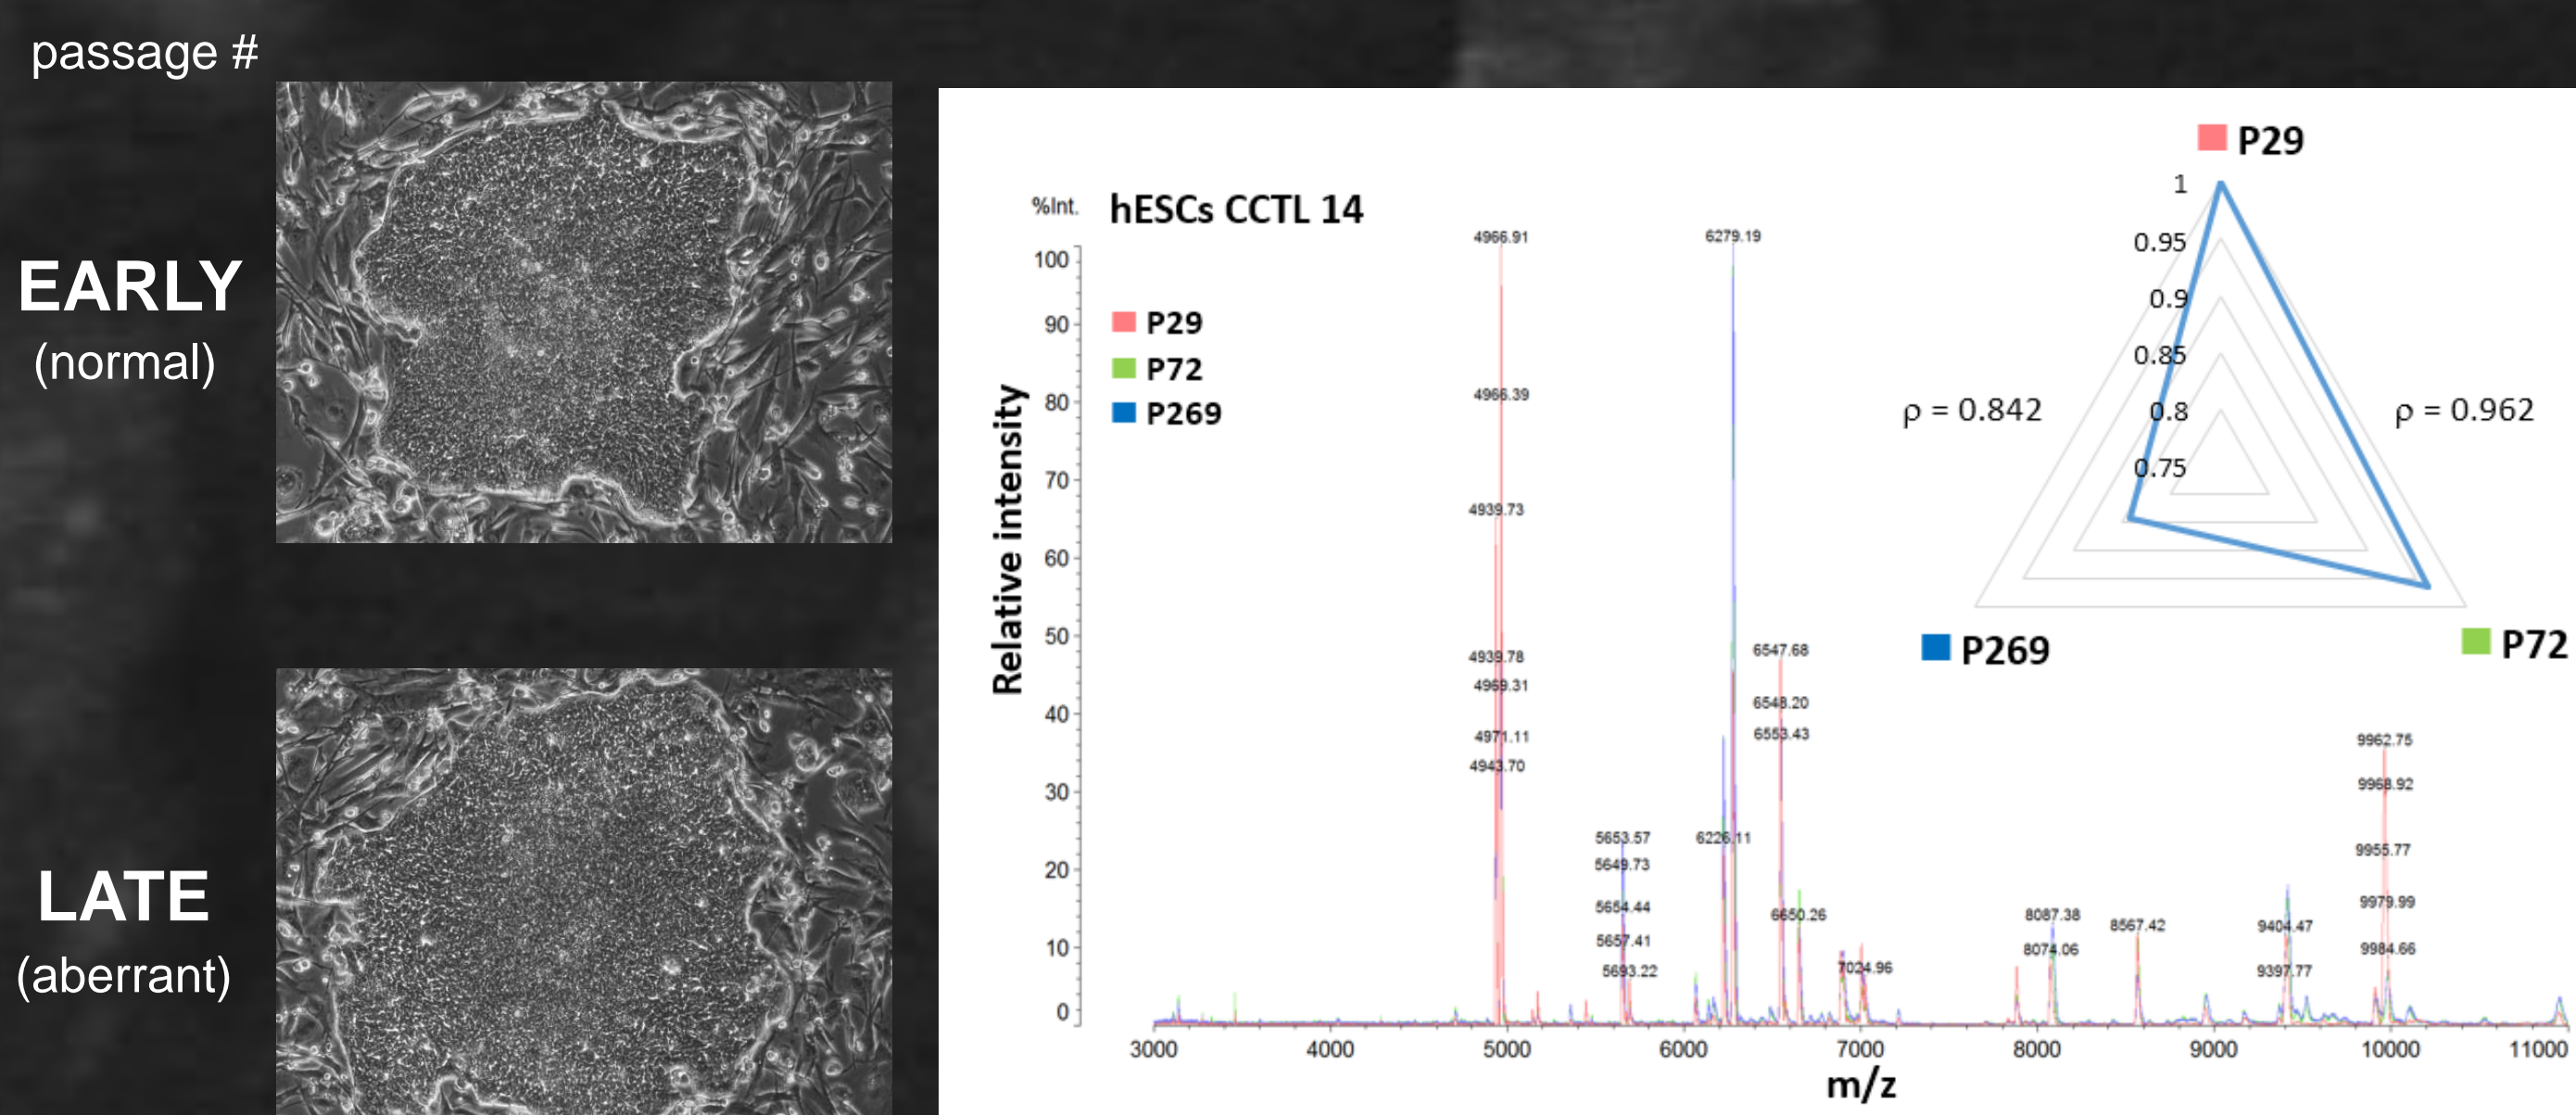 passage #
EARLY
(normal)
LATE
(aberrant)
%Int.
hESCs CCTL 14
P29
P72
P269
Relative intensity
100
90
80
70
60
50
40
30
20
10
0
4966.91
4966.39
4939.73
4939.78
4969.31
4971.11
4943.70
5653.57
5649.73
5654.44
5657.41
5693.22
6279.19
6226.11
6547.68
6548.20
6553.43
6650.26
7024.96
8087.38
8074.06
8567.42
9404.47
9397.77
9962.75
9968.92
9955.77
9979.99
9984.66
3000 4000 5000 6000 7000 8000 9000 10000 11000
m/z
P29
1
0.95
0.9
0.85
0.8
0.75
ρ = 0.842
ρ = 0.962
P269
P72